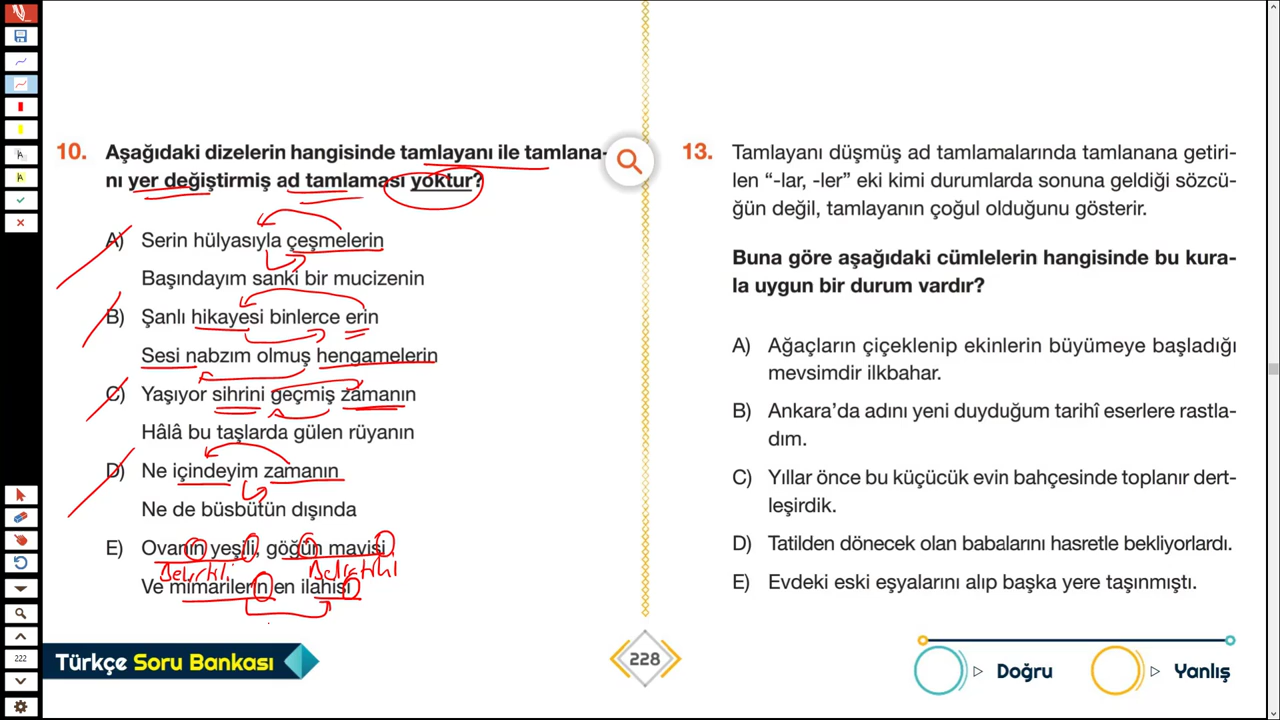 10. Aşağıdaki dizelerin hangisinde tamlayanı ile tamlana-
nı yer değiştirmiş ad tamlaması yoktur?
A) Serin hülyasıyla çeşmelerin
Başındayım sanki bir mucizenin
B) Şanlı hikayesi binlerce erin
Sesi nabzım olmuş hengamelerin
C) Yaşıyor sihrini geçmiş zamanın
Hâlâ bu taşlarda gülen rüyanın
D) Ne içindeyim zamanın
Ne de büsbütün dışında
E) Ovanın yeşili, göğün mavisi
Belirtili Belirtili
Ve mimarilerin en ilahisi
Türkçe Soru Bankası
228
13. Tamlayanı düşmüş ad tamlamalarında tamlanana getiri-
len “-lar, -ler” eki kimi durumlarda sonuna geldiği sözcü-
ğün değil, tamlayanın çoğul olduğunu gösterir.
Buna göre aşağıdaki cümlelerin hangisinde bu kura-
la uygun bir durum vardır?
A) Ağaçların çiçeklenip ekinlerin büyümeye başladığı
mevsimdir ilkbahar.
B) Ankara’da adını yeni duyduğum tarihî eserlere rastla-
dım.
C) Yıllar önce bu küçücük evin bahçesinde toplanır dert-
leşirdik.
D) Tatilden dönecek olan babalarını hasretle bekliyorlardı.
E) Evdeki eski eşyalarını alıp başka yere taşınmıştı.
Doğru
Yanlış
222